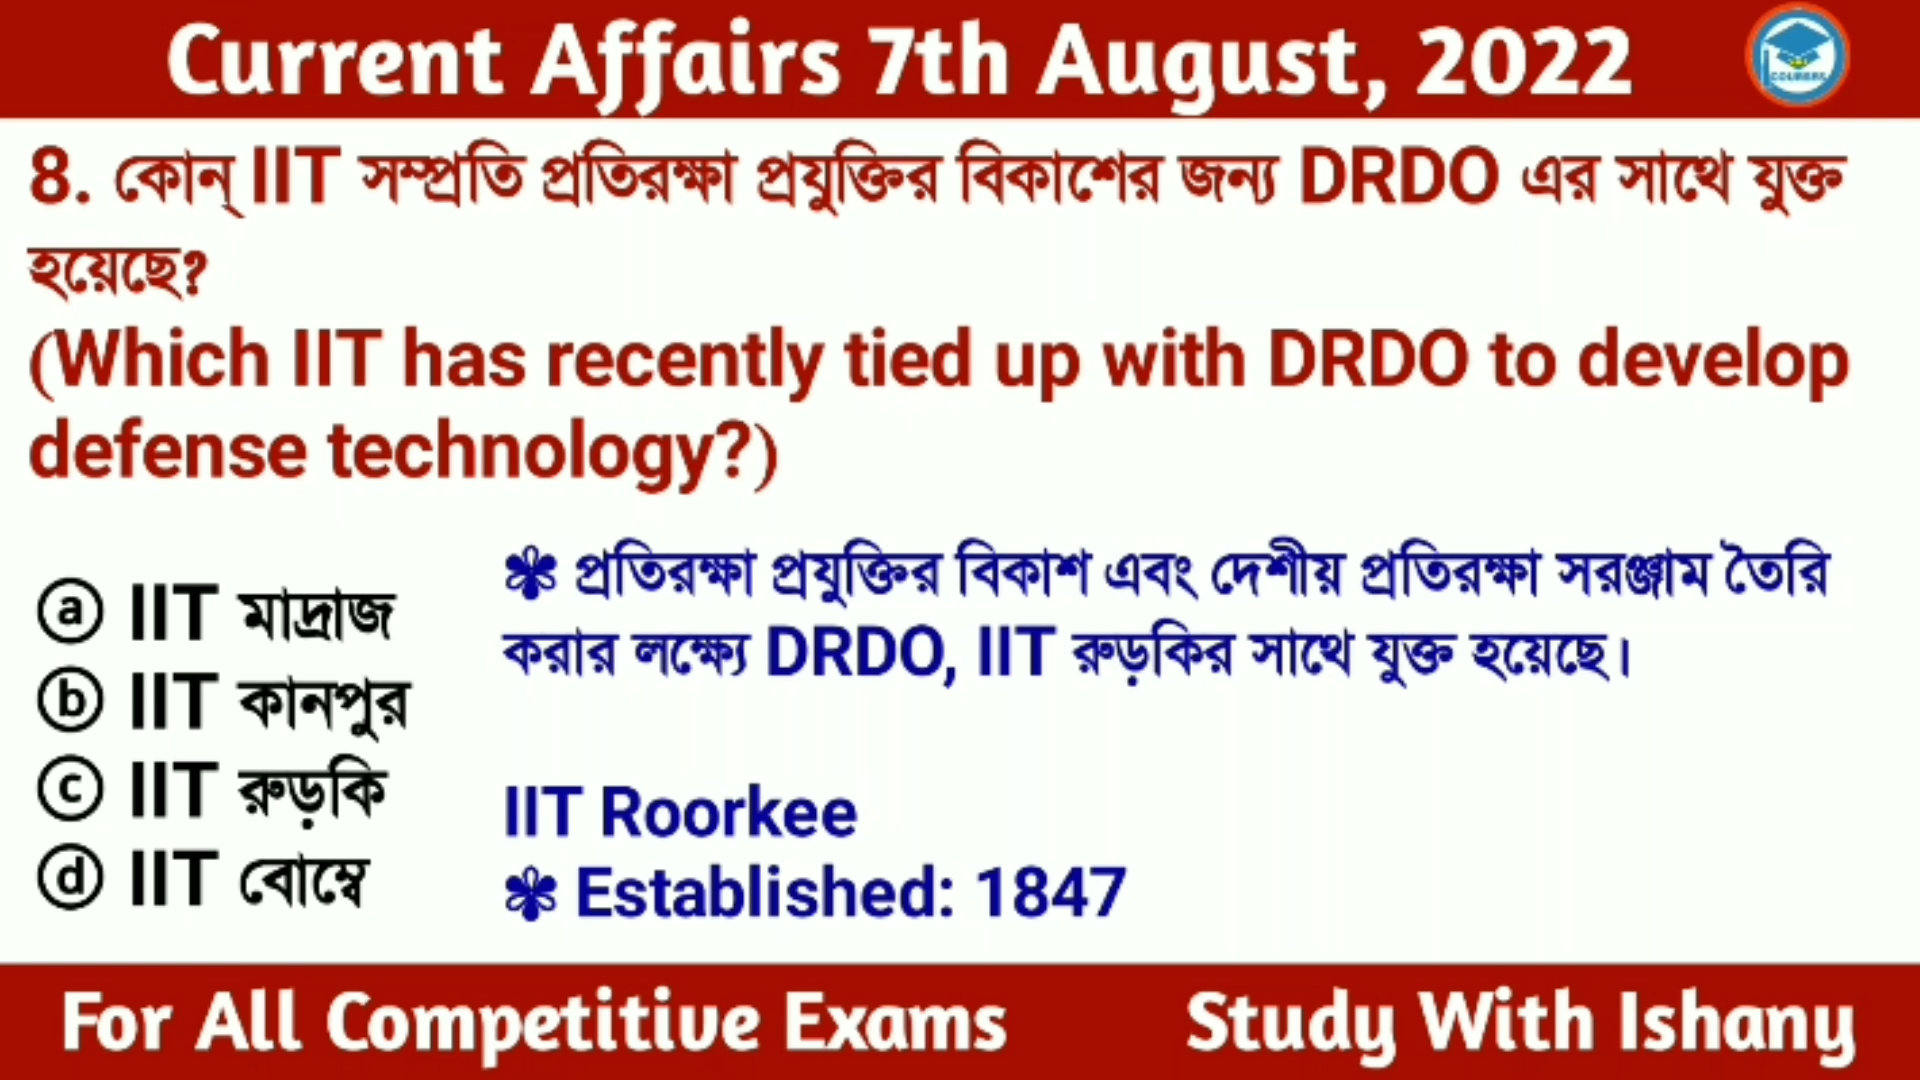 Current Affairs 7th August, 2022
COURSES
8. কোন্ IIT সম্প্রতি প্রতিরক্ষা প্রযুক্তির বিকাশের জন্য DRDO এর সাথে যুক্ত
হয়েছে?
(Which IIT has recently tied up with DRDO to develop
defense technology?)
ⓐ IIT মাদ্রাজ
ⓑ IIT কানপুর
ⓒ IIT রুড়কি
ⓓ IIT বোম্বে
✾ প্রতিরক্ষা প্রযুক্তির বিকাশ এবং দেশীয় প্রতিরক্ষা সরঞ্জাম তৈরি
করার লক্ষ্যে DRDO, IIT রুড়কির সাথে যুক্ত হয়েছে।
IIT Roorkee
✾ Established: 1847
For All Competitive Exams
Study With Ishany